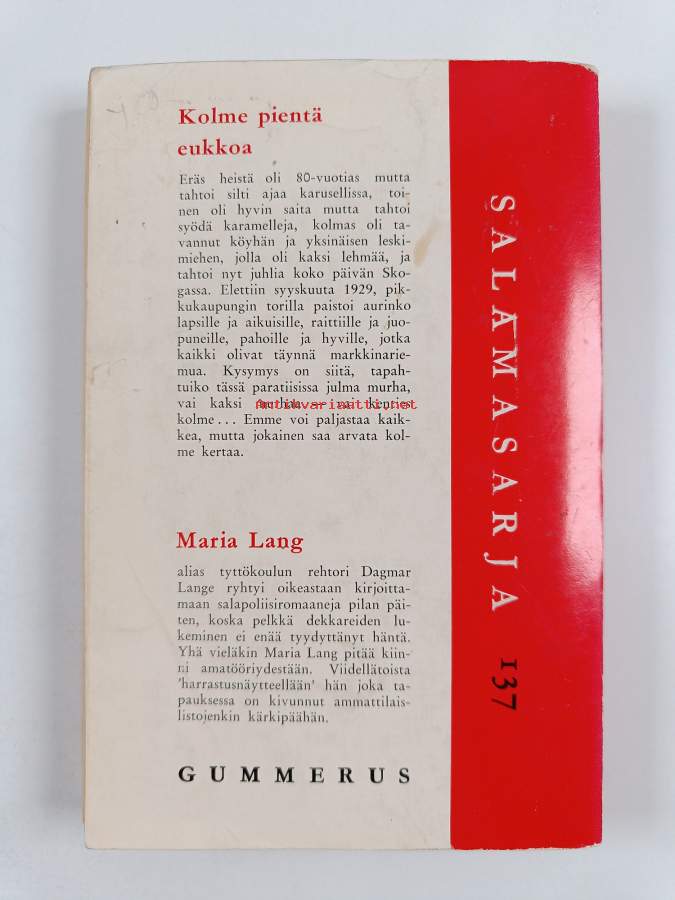 Kolme pientä
eukkoa
Eräs heistä oli 80-vuotias mutta
tahtoi silti ajaa karusellissa, toi-
nen oli hyvin saita mutta tahtoi
syödä karamelleja, kolmas oli ta-
vannut köyhän ja yksinäisen leski-
miehen, jolla oli kaksi lehmää, ja
tahtoi nyt juhlia koko päivän Sko-
gassa. Elettiin syyskuuta 1929, pik-
kukaupungin torilla paistoi aurinko
lapsille ja aikuisille, raittiille ja juo-
puneille, pahoille ja hyville, jotka
kaikki olivat täynnä markkinarie-
mua. Kysymys on siitä, tapah-
tuiko tässä paratiisissa julma murha,
vai kaksi murhaa — vai kenties
kolme... Emme voi paljastaa kaik-
kea, mutta jokainen saa arvata kol-
me kertaa.
Antikvariaatti.net
Maria Lang
alias tyttökoulun rehtori Dagmar
Lange ryhtyi oikeastaan kirjoitta-
maan salapoliisiromaaneja pilan päi-
ten, koska pelkkä dekkareiden lu-
keminen ei enää tyydyttänyt häntä.
Yhä vieläkin Maria Lang pitää kiin-
ni amatööriydestään. Viidellätoista
'harrastusnäytteellään' hän joka ta-
pauksessa on kivunnut ammattilais-
listojenkin kärkipäähän.
GUMMERUS
SALAMASARJA 137